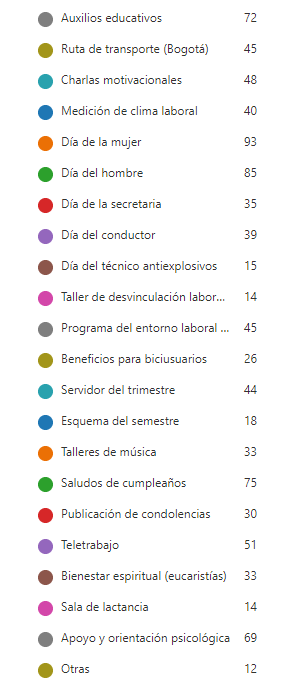 Auxilios educativos 72
Ruta de transporte (Bogotá) 45
Charlas motivacionales 48
Medición de clima laboral 40
Día de la mujer 93
Día del hombre 85
Día de la secretaria 35
Día del conductor 39
Día del técnico antiexplosivos 15
Taller de desvinculación labor... 14
Programa del entorno laboral ... 45
Beneficios para biciusuarios 26
Servidor del trimestre 44
Esquema del semestre 18
Talleres de música 33
Saludos de cumpleaños 75
Publicación de condolencias 30
Teletrabajo 51
Bienestar espiritual (eucaristías) 33
Sala de lactancia 14
Apoyo y orientación psicológica 69
Otras 12